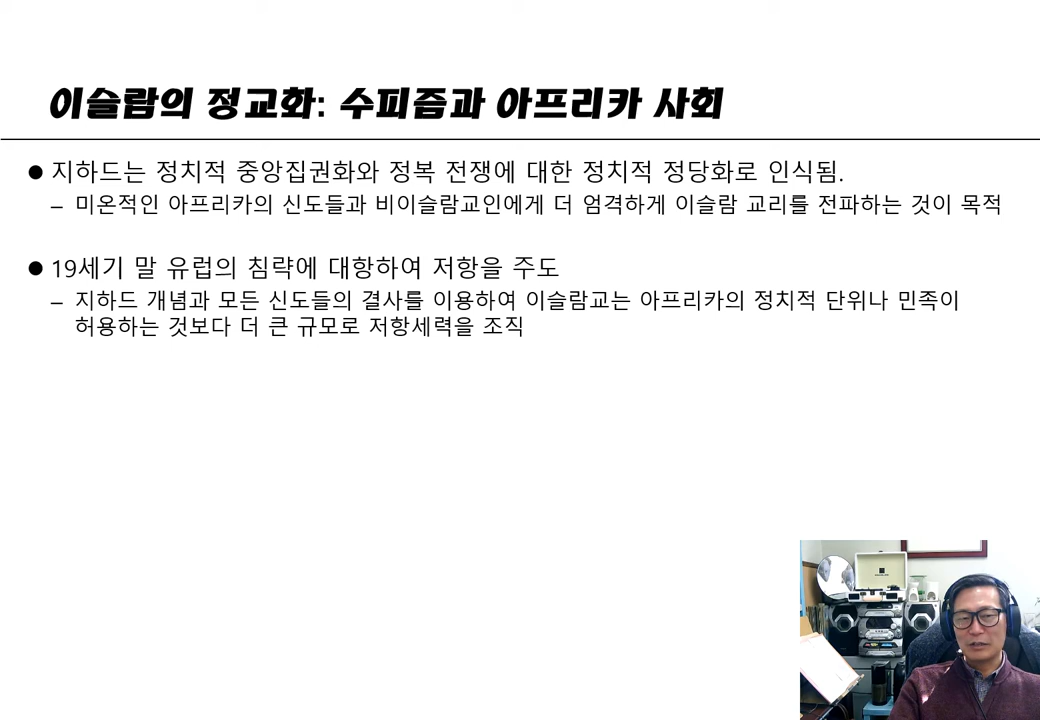 이슬람의 정교화: 수피즘과 아프리카 사회
● 지하드는 정치적 중앙집권화와 정복 전쟁에 대한 정치적 정당화로 인식됨.
– 미온적인 아프리카의 신도들과 비이슬람교인에게 더 엄격하게 이슬람 교리를 전파하는 것이 목적
● 19세기 말 유럽의 침략에 대항하여 저항을 주도
– 지하드 개념과 모든 신도들의 결사를 이용하여 이슬람교는 아프리카의 정치적 단위나 민족이
허용하는 것보다 더 큰 규모로 저항세력을 조직